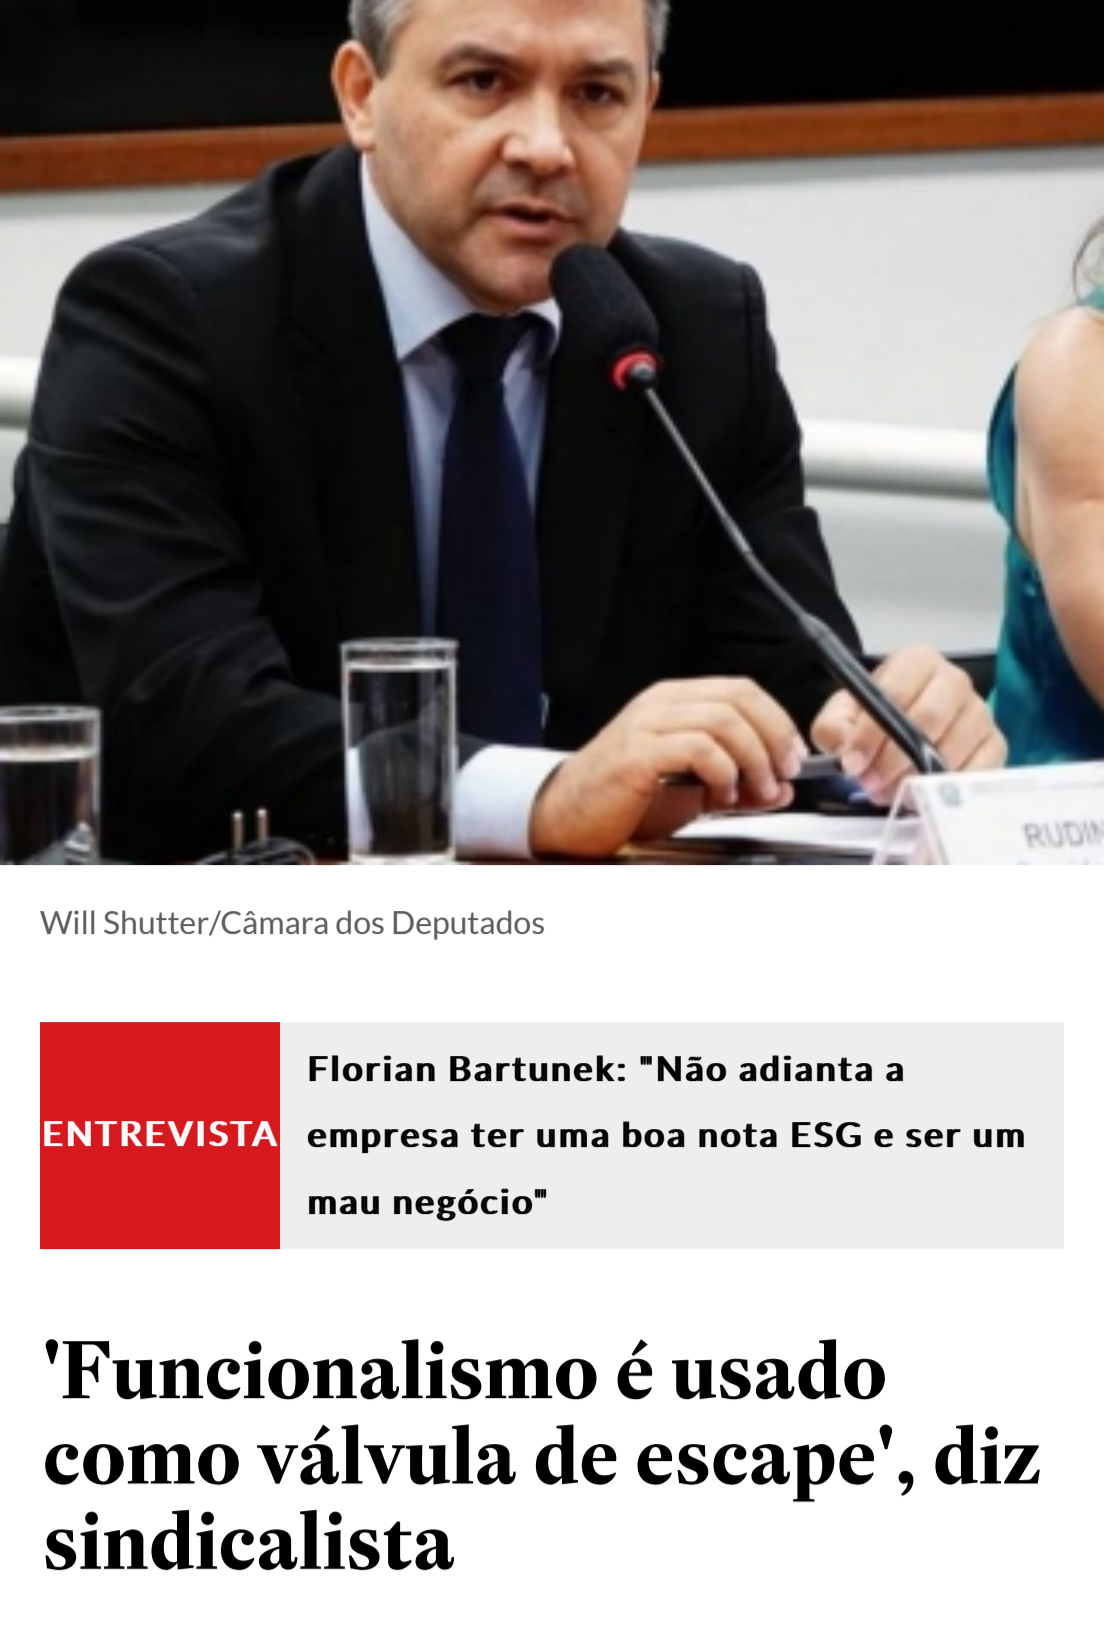 RUDIN
Will Shutter/Câmara dos Deputados
ENTREVISTA
Florian Bartunek: "Não adianta a
empresa ter uma boa nota ESG e ser um
mau negócio"
'Funcionalismo é usado
como válvula de escape', diz
sindicalista